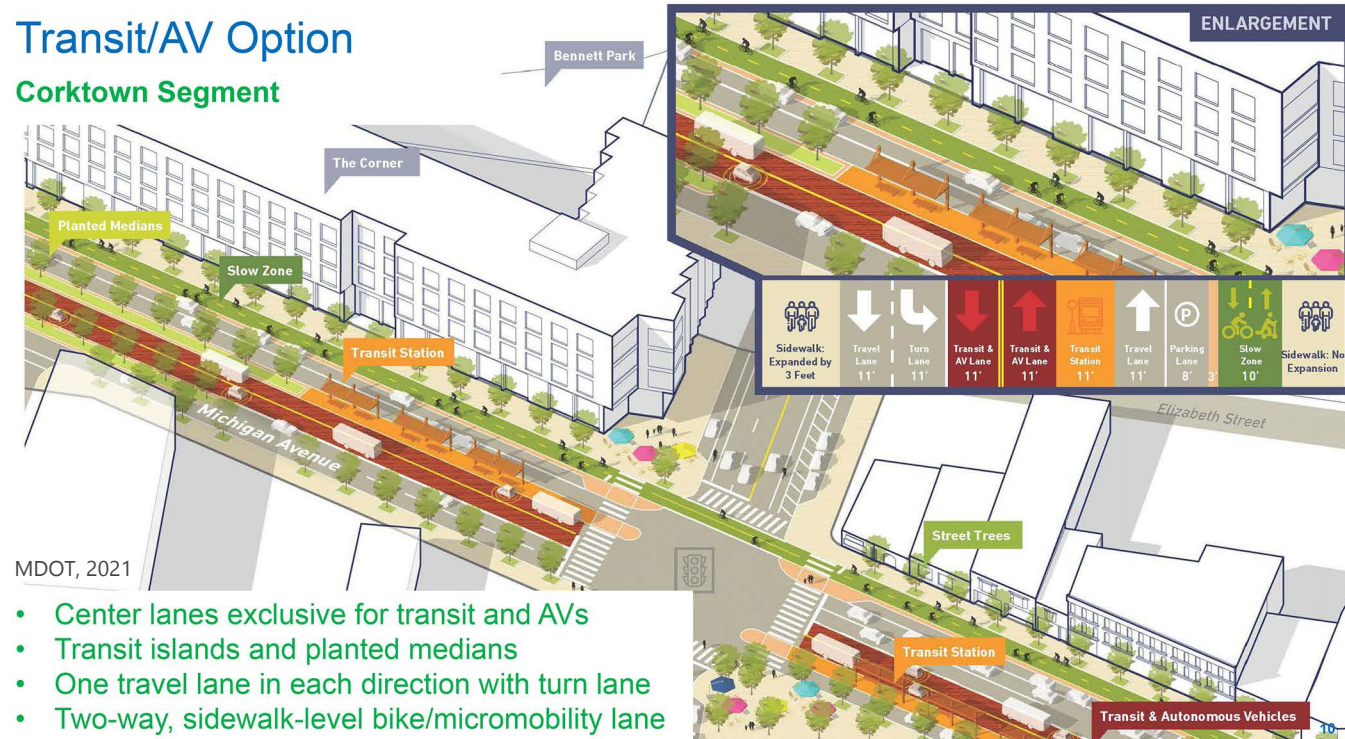 Transit/AV Option
Corktown Segment
Bennett Park
The Corner
Planted Medians
Slow Zone
Transit Station
Michigan Avenue
ENLARGEMENT
Sidewalk:
Expanded by
3 Feet
Travel
Lane
11'
Turn
Lane
11'
Transit &
AV Lane
11'
Transit &
AV Lane
11'
Transit
Station
11'
Travel
Lane
11'
P
Parking
Lane
8'
3'
Slow
Zone
10'
Sidewalk: No
Expansion
Elizabeth Street
Street Trees
Transit Station
Transit & Autonomous Vehicles
MDOT, 2021
• Center lanes exclusive for transit and AVs
• Transit islands and planted medians
• One travel lane in each direction with turn lane
• Two-way, sidewalk-level bike/micromobility lane
10